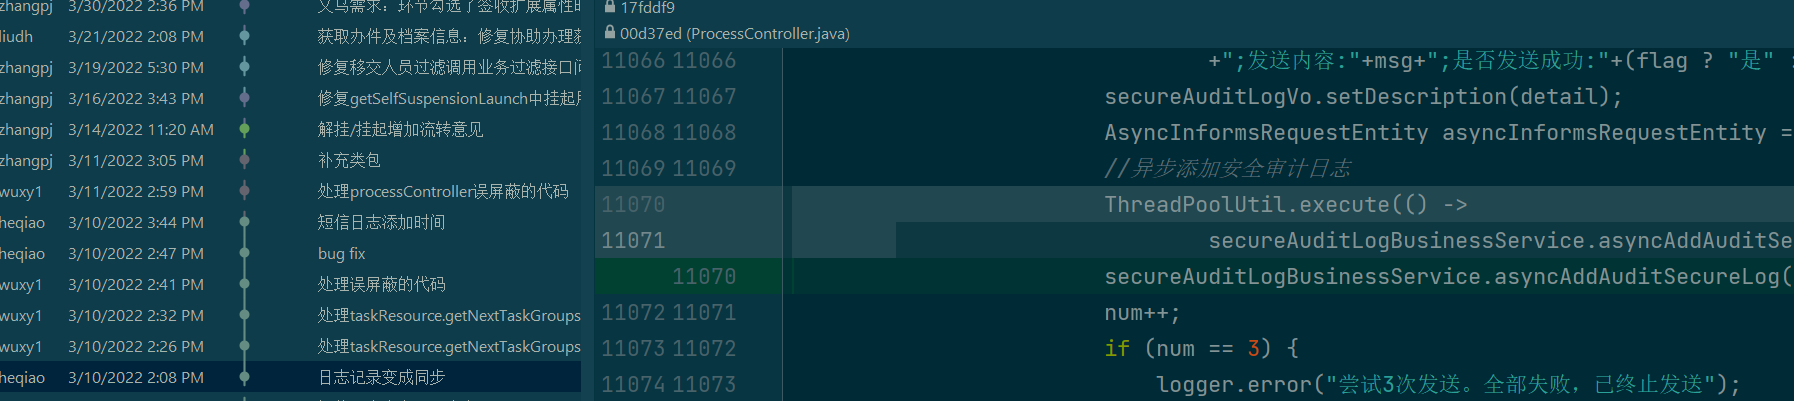 zhangpj 3/30/2022 2:36 PM 义乌需求：环节勾选了签收扩展属性
liudh 3/21/2022 2:08 PM 获取办件及档案信息：修复协助办理
zhangpj 3/19/2022 5:30 PM 修复移交人员过滤调用业务过滤接口
zhangpj 3/16/2022 3:43 PM 修复getSelfSuspensionLaunch中挂起
zhangpj 3/14/2022 11:20 AM 解挂/挂起增加流转意见
zhangpj 3/11/2022 3:05 PM 补充类包
wuxy1 3/11/2022 2:59 PM 处理processController误屏蔽的代码
heqiao 3/10/2022 3:44 PM 短信日志添加时间
heqiao 3/10/2022 2:47 PM bug fix
wuxy1 3/10/2022 2:41 PM 处理误屏蔽的代码
wuxy1 3/10/2022 2:32 PM 处理taskResource.getNextTaskGroups
wuxy1 3/10/2022 2:26 PM 处理taskResource.getNextTaskGroups
heqiao 3/10/2022 2:08 PM 日志记录变成同步
17fddf9
00d37ed (ProcessController.java)
11066 11066 +";发送内容:"+msg+";是否发送成功:"+(flag ? "是" :
11067 11067 secureAuditLogVo.setDescription(detail);
11068 11068 AsyncInformsRequestEntity asyncInformsRequestEntity =
11069 11069 //异步添加安全审计日志
11070 ThreadPoolUtil.execute(() ->
11071 secureAuditLogBusinessService.asyncAddAuditSe
11070 secureAuditLogBusinessService.asyncAddAuditSecureLog(
11072 11071 num++;
11073 11072 if (num == 3) {
11074 11073 logger.error("尝试3次发送。全部失败，已终止发送");